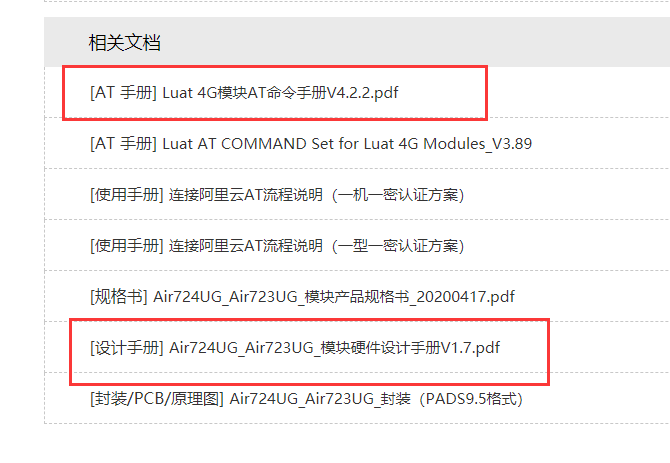 相关文档
[AT 手册] Luat 4G模块AT命令手册V4.2.2.pdf
[AT 手册] Luat AT COMMAND Set for Luat 4G Modules_V3.89
[使用手册] 连接阿里云AT流程说明（一机一密认证方案）
[使用手册] 连接阿里云AT流程说明（一型一密认证方案）
[规格书] Air724UG_Air723UG_模块产品规格书_20200417.pdf
[设计手册] Air724UG_Air723UG_模块硬件设计手册V1.7.pdf
[封装/PCB/原理图] Air724UG_Air723UG_封装（PADS9.5格式）